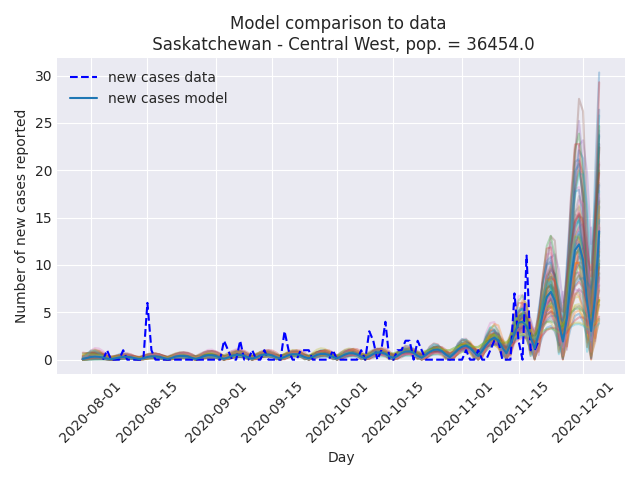 Model comparison to data
Saskatchewan - Central West, pop. = 36454.0
new cases data
new cases model
Number of new cases reported
30
25
20
15
10
5
0
2020-08-01
2020-08-15
2020-09-01
2020-09-15
2020-10-01
2020-10-15
2020-11-01
2020-11-15
2020-12-01
Day